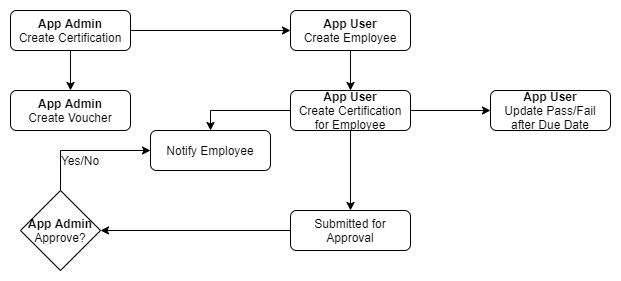 App Admin
Create Certification
App User
Create Employee
App Admin
Create Voucher
App User
Create Certification
for Employee
App User
Update Pass/Fail
after Due Date
Notify Employee
Yes/No
App Admin
Approve?
Submitted for
Approval